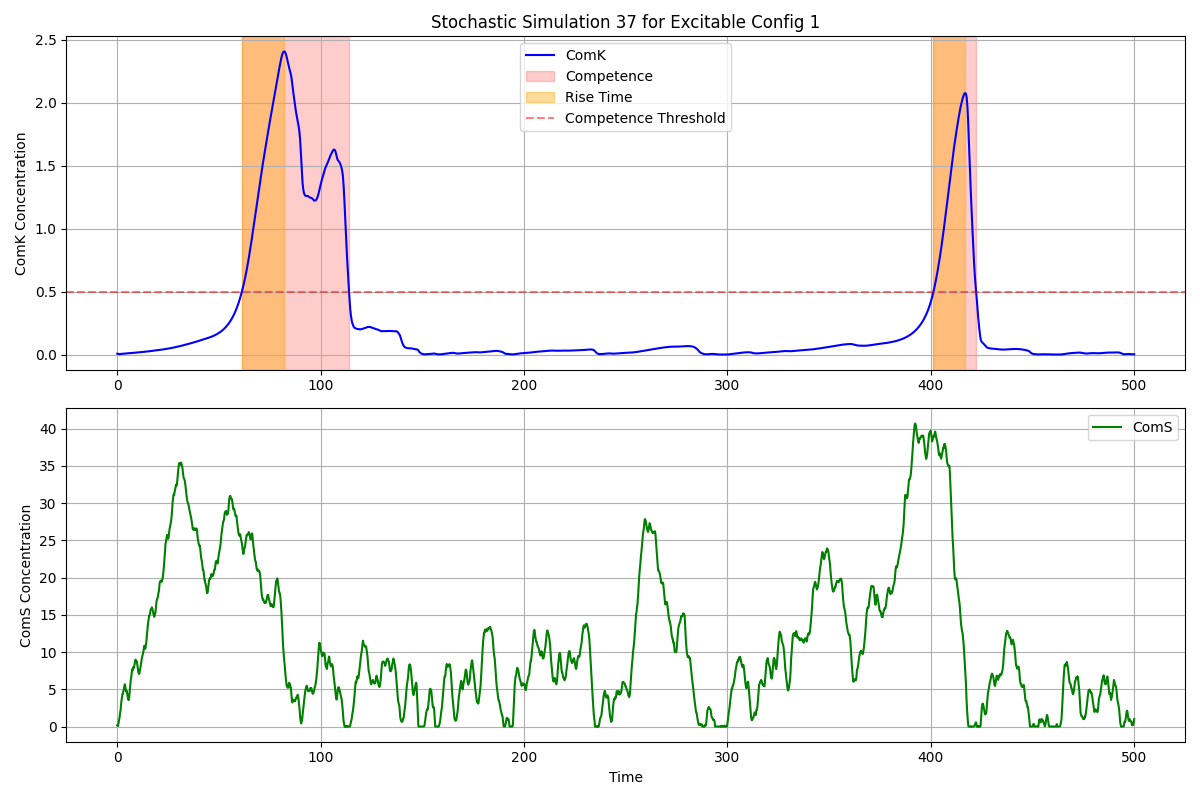 Stochastic Simulation 37 for Excitable Config 1
ComK Concentration
2.5
2.0
1.5
1.0
0.5
0.0
ComK
Competence
Rise Time
Competence Threshold
0 100 200 300 400 500
ComS Concentration
40
35
30
25
20
15
10
5
0
ComS
0 100 200 300 400 500
Time